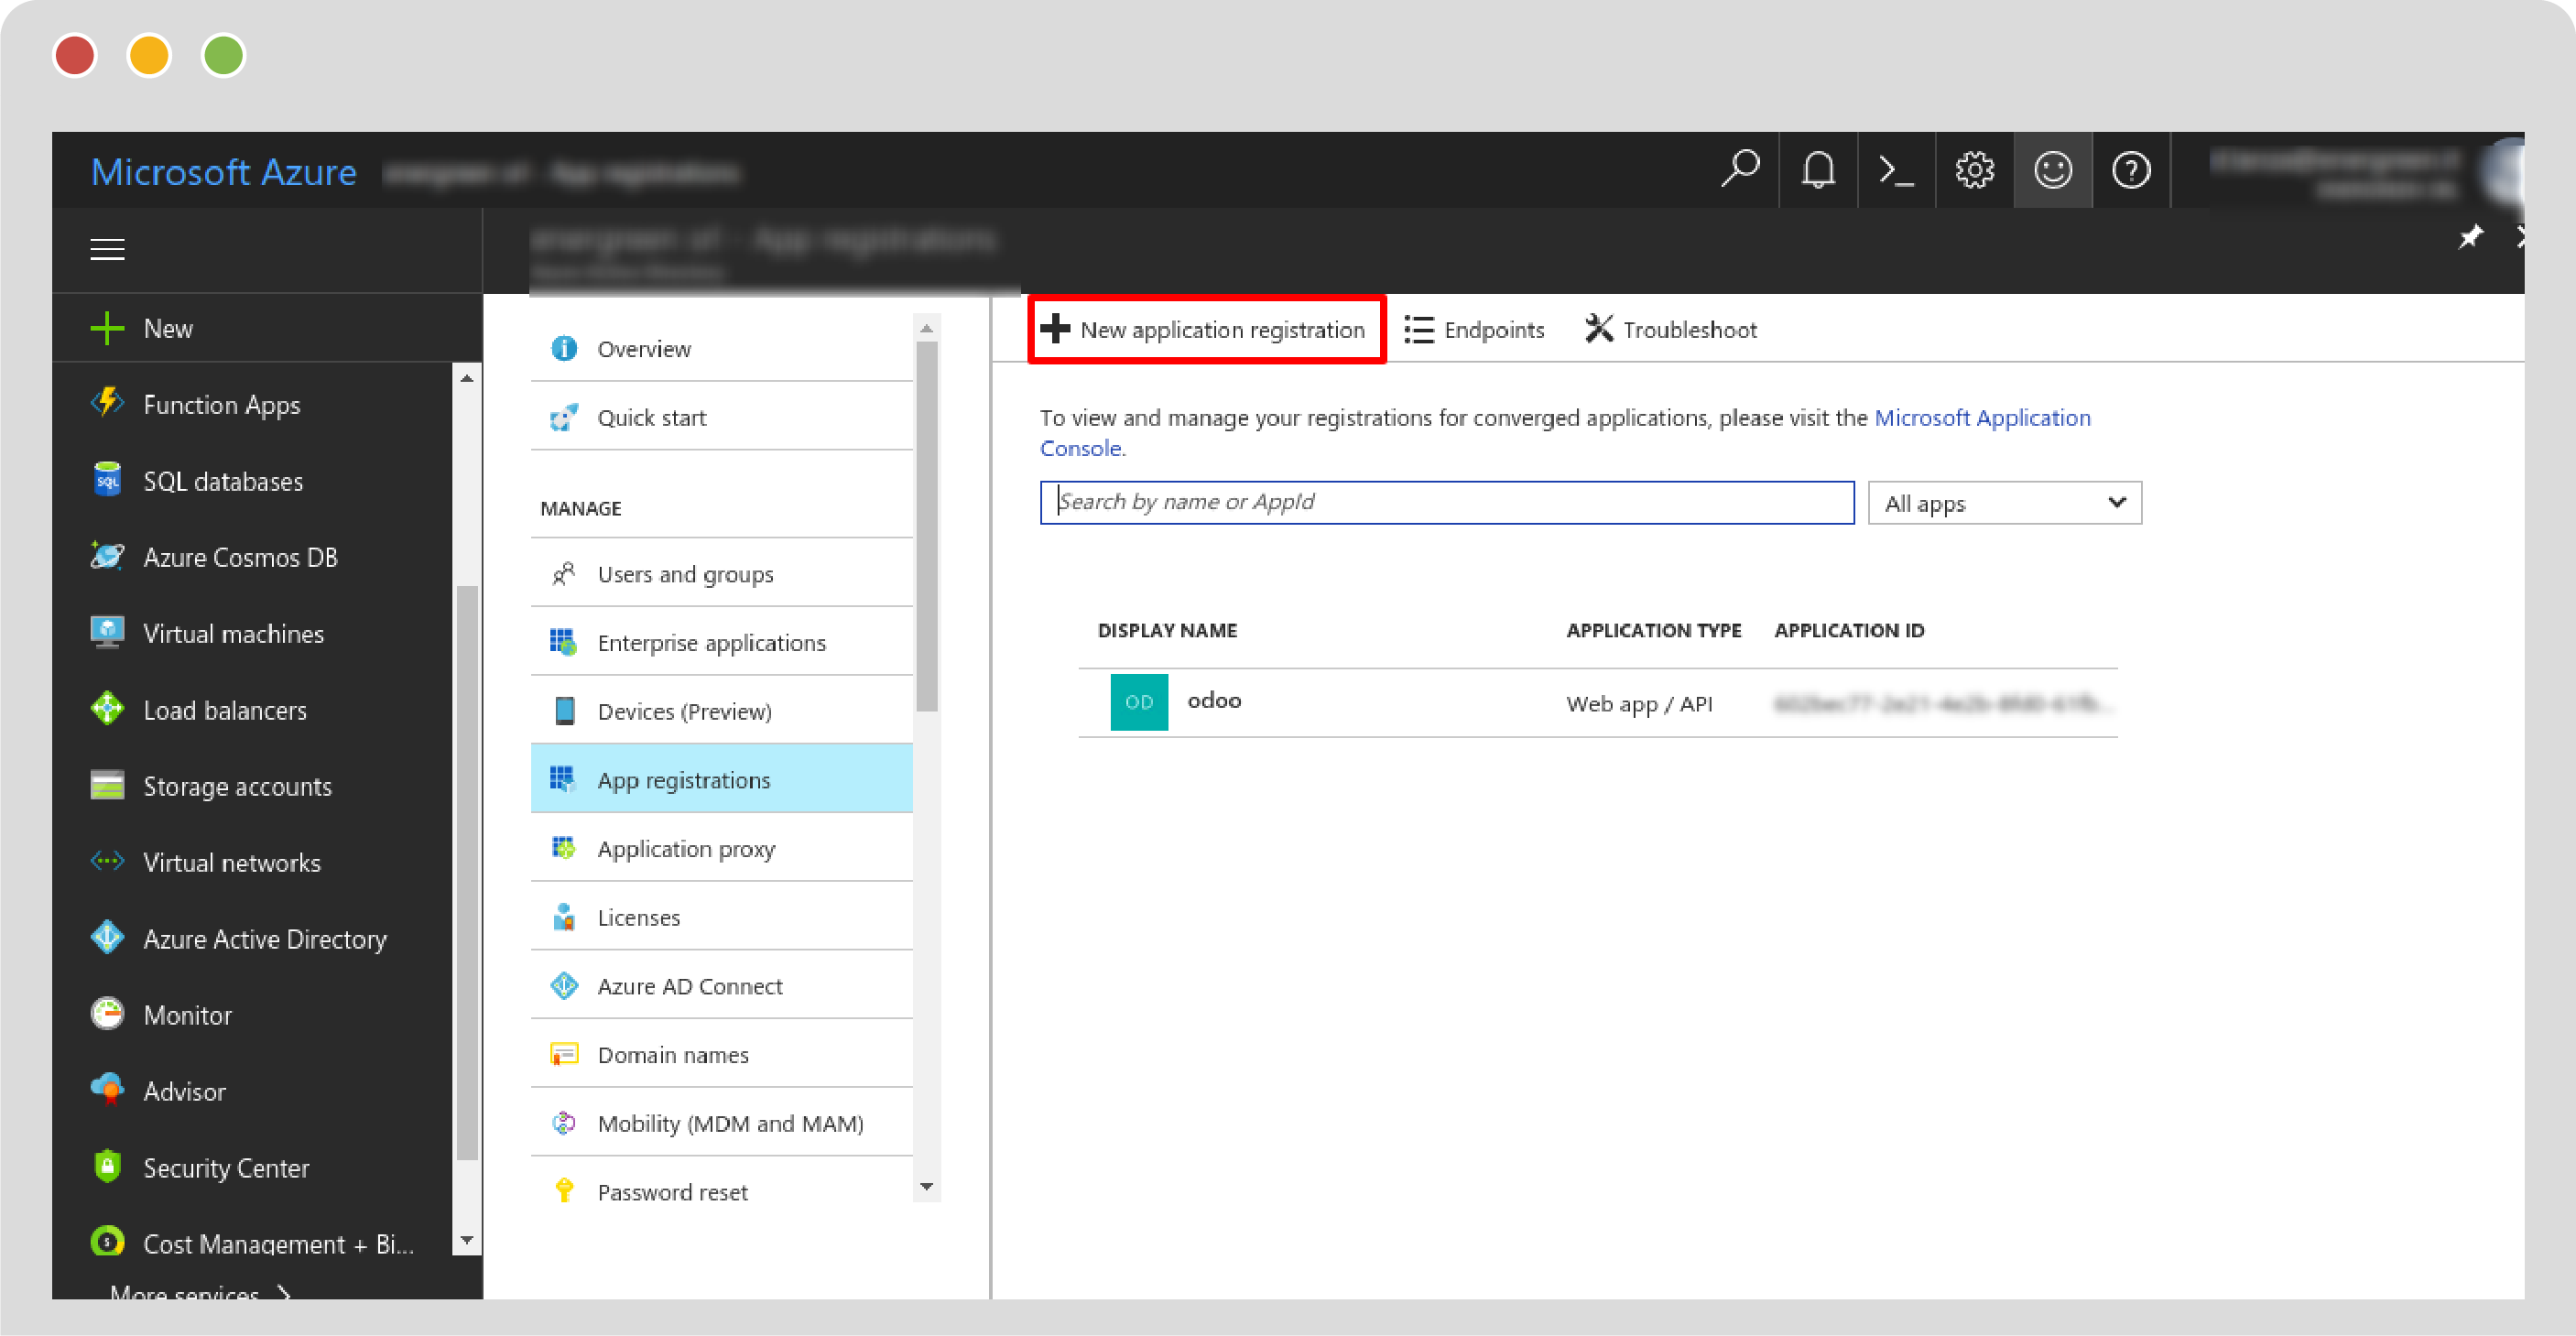 Microsoft Azure
New
Function Apps
SQL databases
Azure Cosmos DB
Virtual machines
Load balancers
Storage accounts
Virtual networks
Azure Active Directory
Monitor
Advisor
Security Center
Cost Management + Bi...
More services
Overview
Quick start
MANAGE
Users and groups
Enterprise applications
Devices (Preview)
App registrations
Application proxy
Licenses
Azure AD Connect
Domain names
Mobility (MDM and MAM)
Password reset
New application registration Endpoints Troubleshoot
To view and manage your registrations for converged applications, please visit the Microsoft Application
Console.
Search by name or AppId All apps
DISPLAY NAME APPLICATION TYPE APPLICATION ID
OD odoo Web app / API